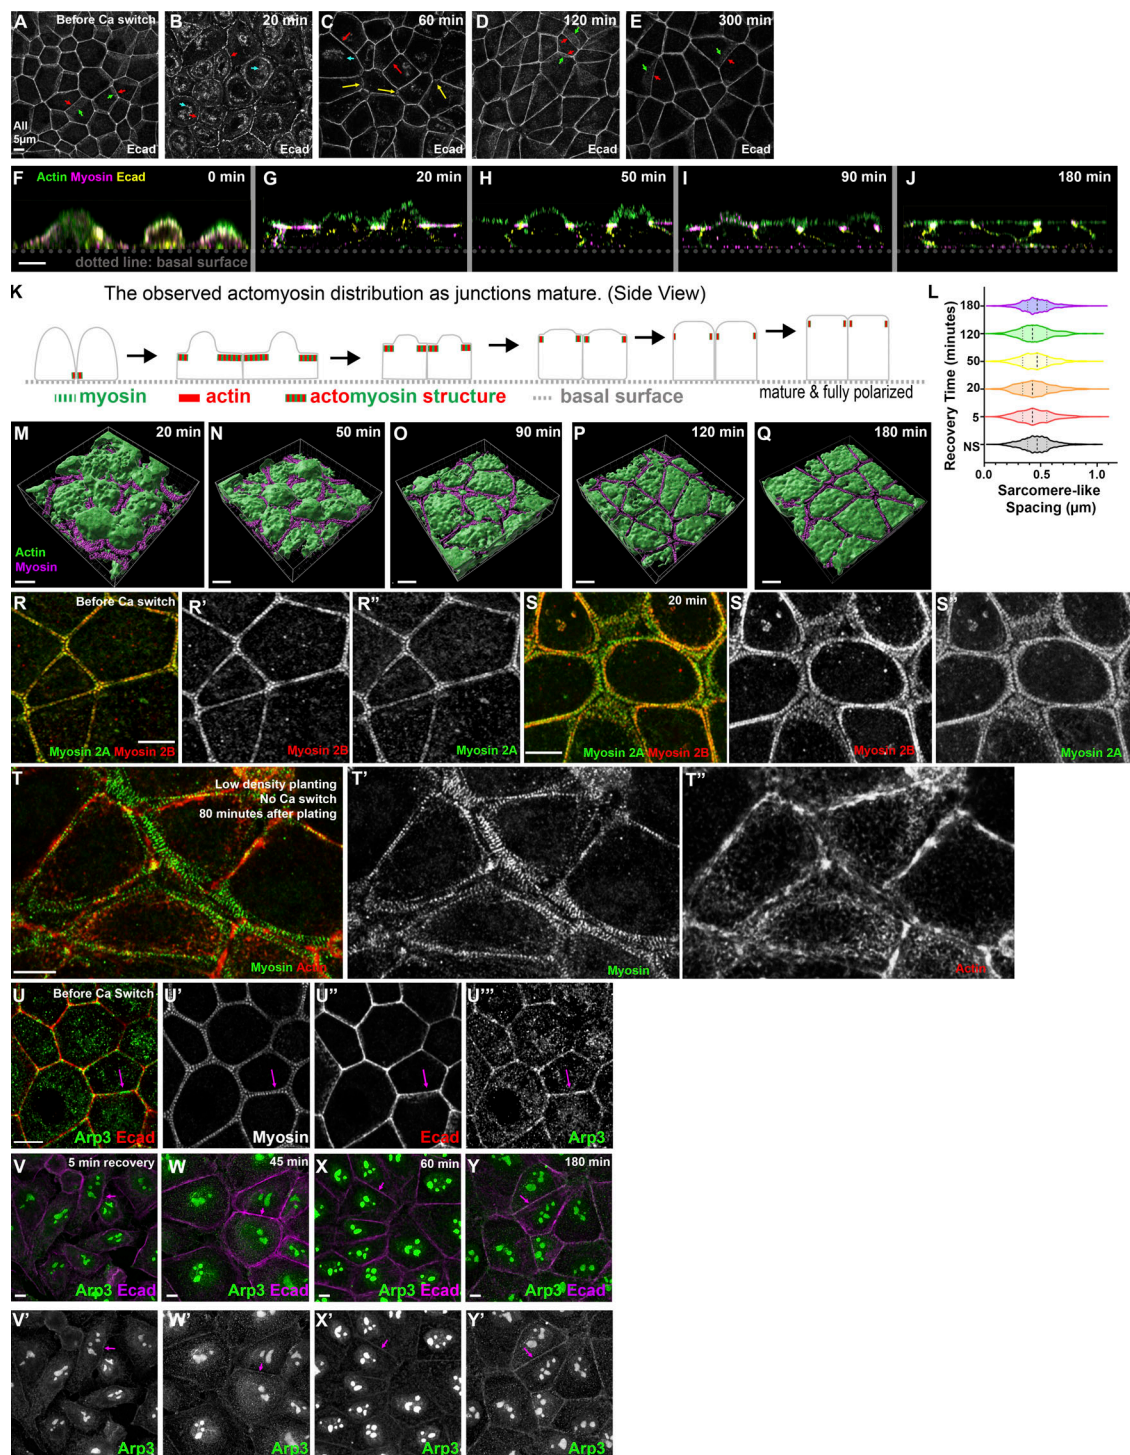 A Before Ca switch
All
5µm
Ecad
B 20 min
Ecad
C 60 min
Ecad
D 120 min
Ecad
E 300 min
Ecad
F Actin Myosin Ecad 0 min
dotted line: basal surface
G 20 min
H 50 min
I 90 min
J 180 min
K The observed actomyosin distribution as junctions mature. (Side View)
myosin actin actomyosin structure basal surface
mature & fully polarized
L
Recovery Time (minutes)
180
120
50
20
5
NS
0.0 0.5 1.0
Sarcomere-like
Spacing (µm)
M 20 min
Actin
Myosin
N 50 min
O 90 min
P 120 min
Q 180 min
R Before Ca switch
Myosin 2A Myosin 2B
R'
Myosin 2B
R"
Myosin 2A
S 20 min
Myosin 2A Myosin 2B
S'
Myosin 2B
S"
Myosin 2A
T Low density planting
No Ca switch
80 minutes after plating
Myosin Actin
T'
Myosin
T"
Actin
U Before Ca Switch
Arp3 Ecad
U'
Myosin
U"
Ecad
U'"
Arp3
V 5 min recovery
Arp3 Ecad
W 45 min
Arp3 Ecad
X 60 min
Arp3 Ecad
Y 180 min
Arp3 Ecad
V'
Arp3
W'
Arp3
X'
Arp3
Y'
Arp3